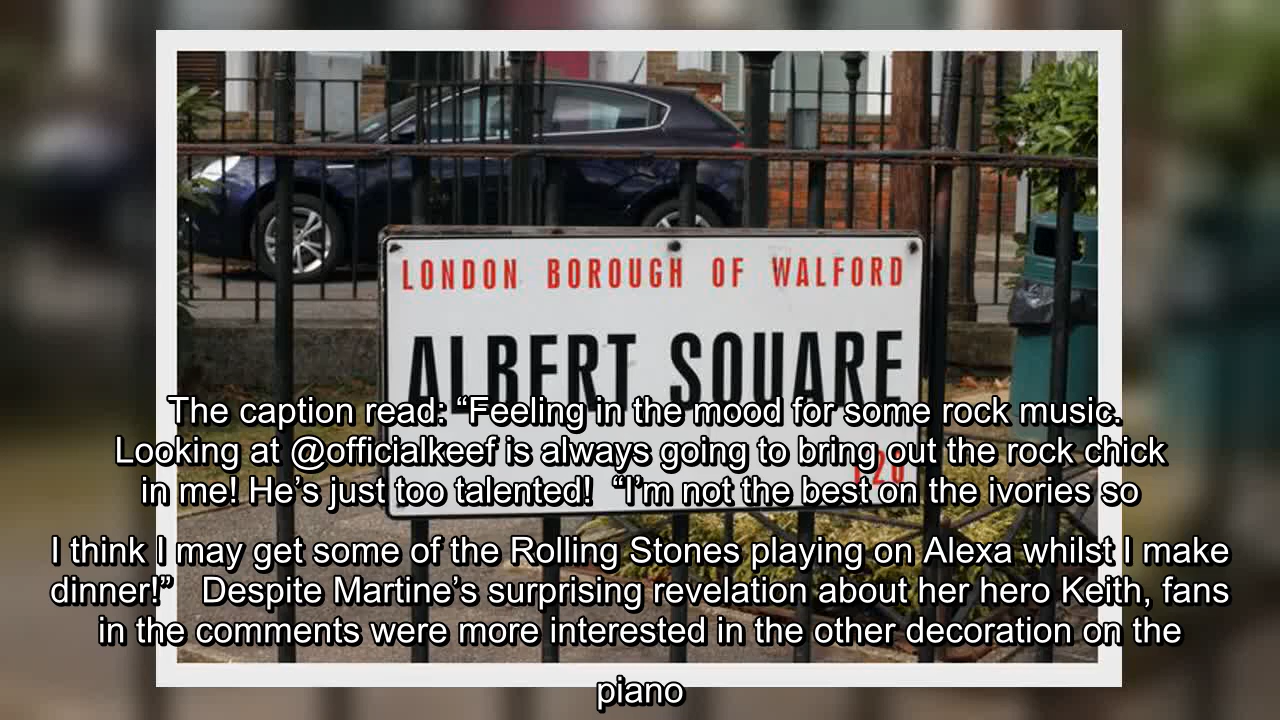 LONDON BOROUGH OF WALFORD
ALBERT SQUARE
The caption read: “Feeling in the mood for some rock music.
Looking at @officialkeef is always going to bring out the rock chick
in me! He’s just too talented!  “I’m not the best on the ivories so
I think I may get some of the Rolling Stones playing on Alexa whilst I make
dinner!”   Despite Martine’s surprising revelation about her hero Keith, fans
in the comments were more interested in the other decoration on the
piano